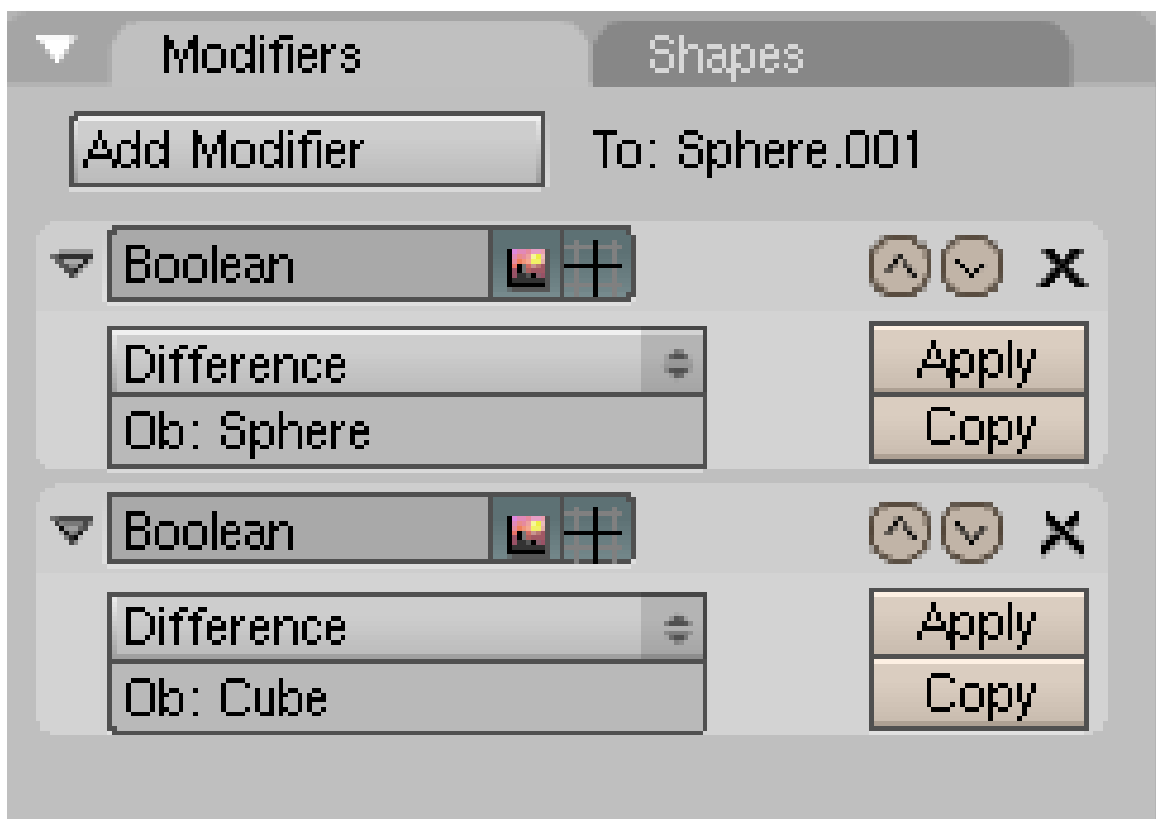 Modifiers Shapes
Add Modifier To: Sphere.001
Boolean
Difference Apply
Ob: Sphere Copy
Boolean
Difference Apply
Ob: Cube Copy